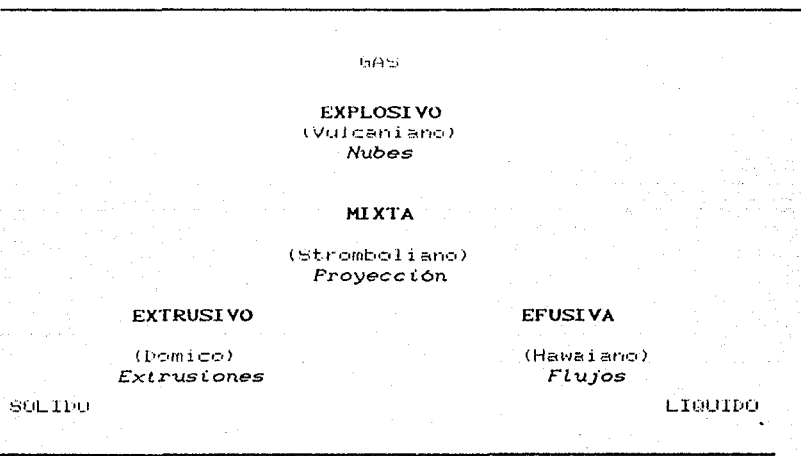 GAS
EXPLOSIVO
(Vulcaniano)
Nubes
MIXTA
(Stromboliano)
Proyección
EXTRUSIVO EFUSIVA
(Domico) (Hawaiano)
Extrusiones Flujos
SOLIDO LIQUIDO